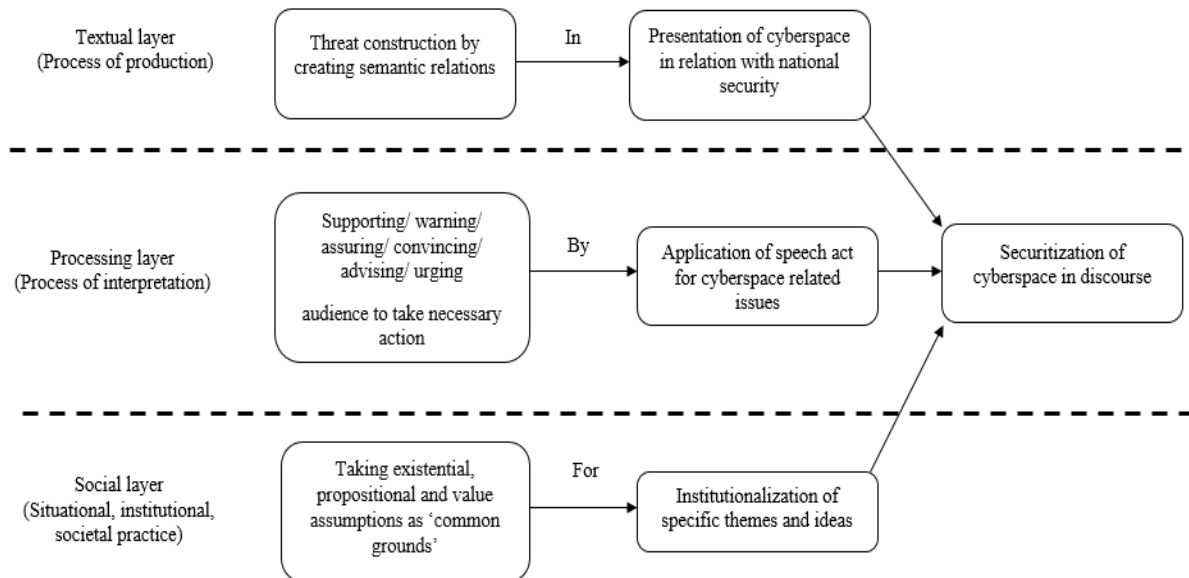 Textual layer
(Process of production)
Threat construction by
creating semantic relations
In
Presentation of cyberspace
in relation with national
security
Processing layer
(Process of interpretation)
Supporting/ warning/
assuring/ convincing/
advising/ urging
audience to take necessary
action
By
Application of speech act
for cyberspace related
issues
Securitization of
cyberspace in discourse
Social layer
(Situational, institutional,
societal practice)
Taking existential,
propositional and value
assumptions as ‘common
grounds’
For
Institutionalization of
specific themes and ideas